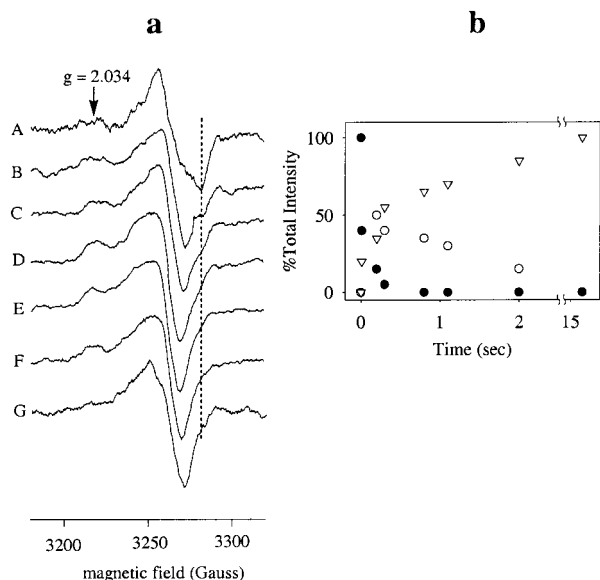 a
b
g = 2.034
A
B
C
D
E
F
G
3200 3250 3300
magnetic field (Gauss)
%Total Intensity
100
50
0
0 1 2 15
Time (sec)